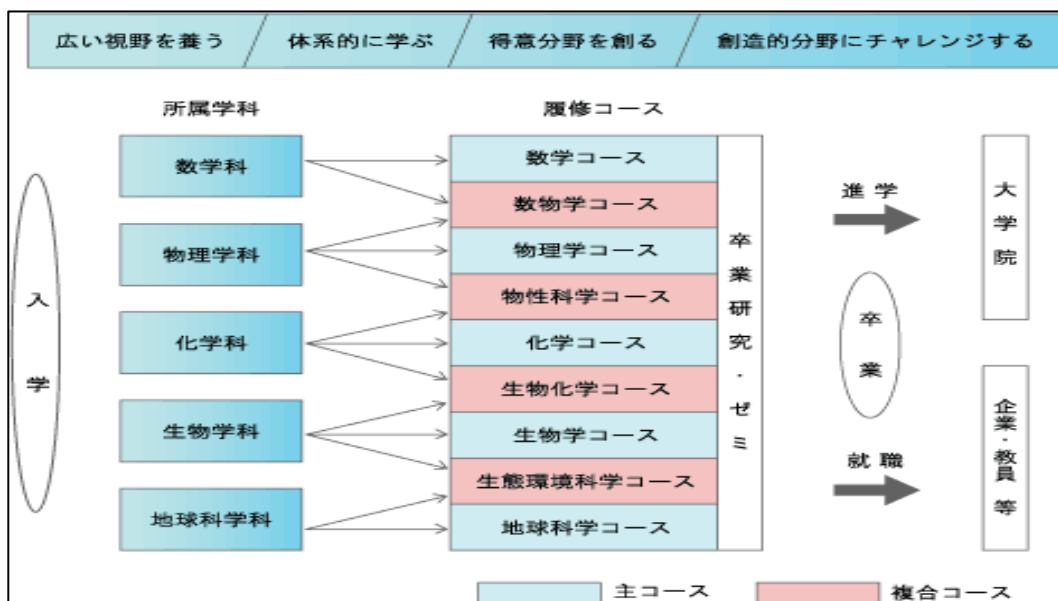 広い視野を養う
体系的に学ぶ
得意分野を創る
創造的分野にチャレンジする
所属学科
履修コース
入学
数学科
物理学科
化学科
生物学科
地球科学科
数学コース
数物学コース
物理学コース
物性科学コース
化学コース
生物化学コース
生物学コース
生態環境科学コース
地球科学コース
卒業研究・ゼミ
進学
卒業
就職
大学院
企業・教員等
主コース
複合コース